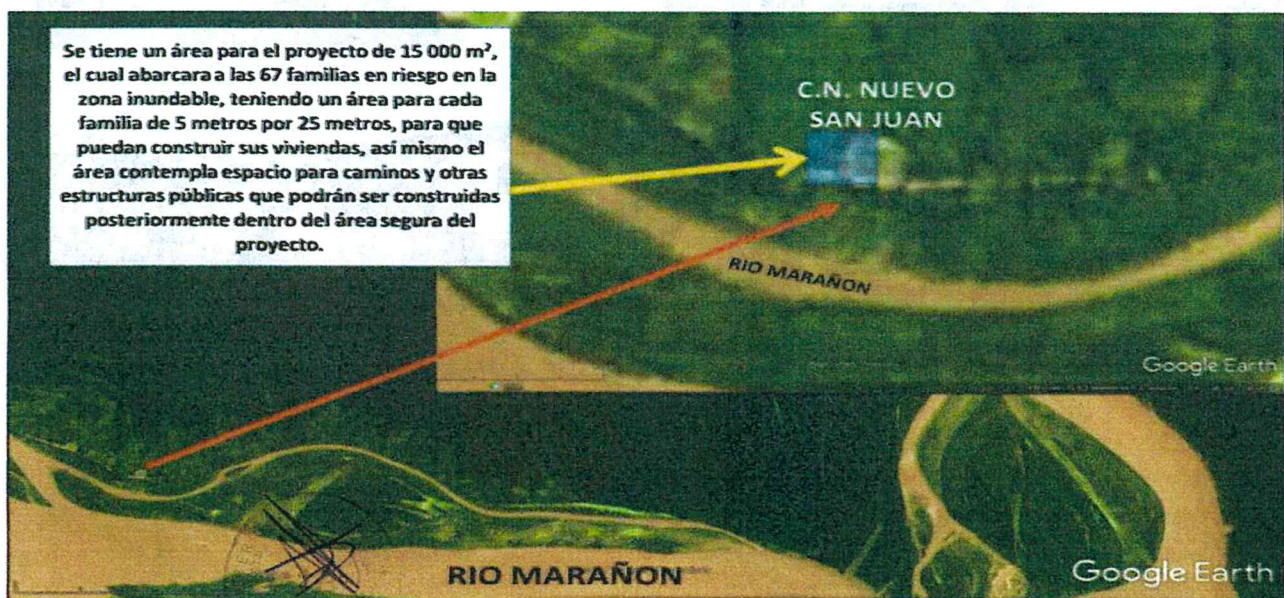 Se tiene un área para el proyecto de 15 000 m²,
el cual abarcara a las 67 familias en riesgo en la
zona inundable, teniendo un área para cada
familia de 5 metros por 25 metros, para que
puedan construir sus viviendas, así mismo el
área contempla espacio para caminos y otras
estructuras públicas que podrán ser construidas
posteriormente dentro del área segura del
proyecto.
C.N. NUEVO
SAN JUAN
RIO MARAÑON
Google Earth
RIO MARAÑON
Google Earth